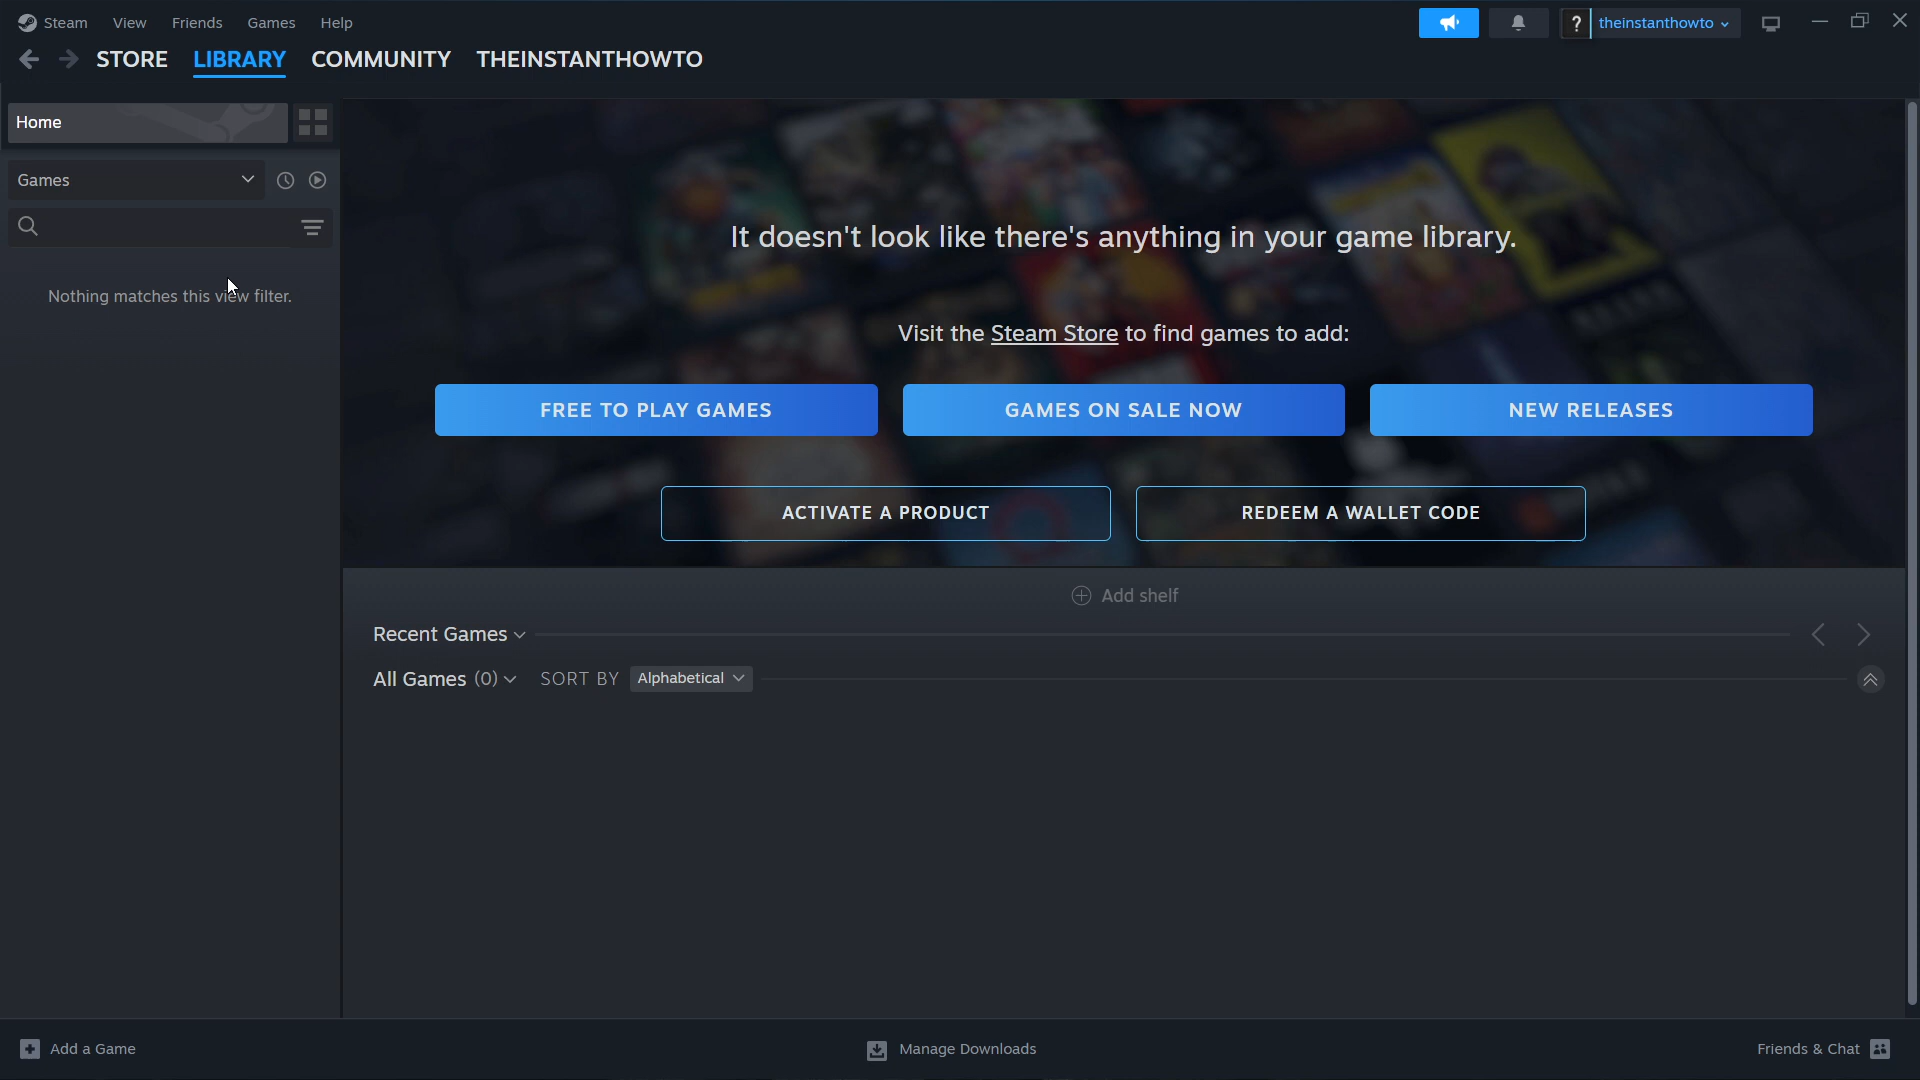 Steam View Friends Games Help
? theinstanthowto
STORE LIBRARY COMMUNITY THEINSTANTHOWTO
Home
Games
Nothing matches this view filter.
It doesn't look like there's anything in your game library.
Visit the Steam Store to find games to add:
FREE TO PLAY GAMES GAMES ON SALE NOW NEW RELEASES
ACTIVATE A PRODUCT REDEEM A WALLET CODE
Add shelf
Recent Games
All Games (0) SORT BY Alphabetical
Add a Game Manage Downloads Friends & Chat